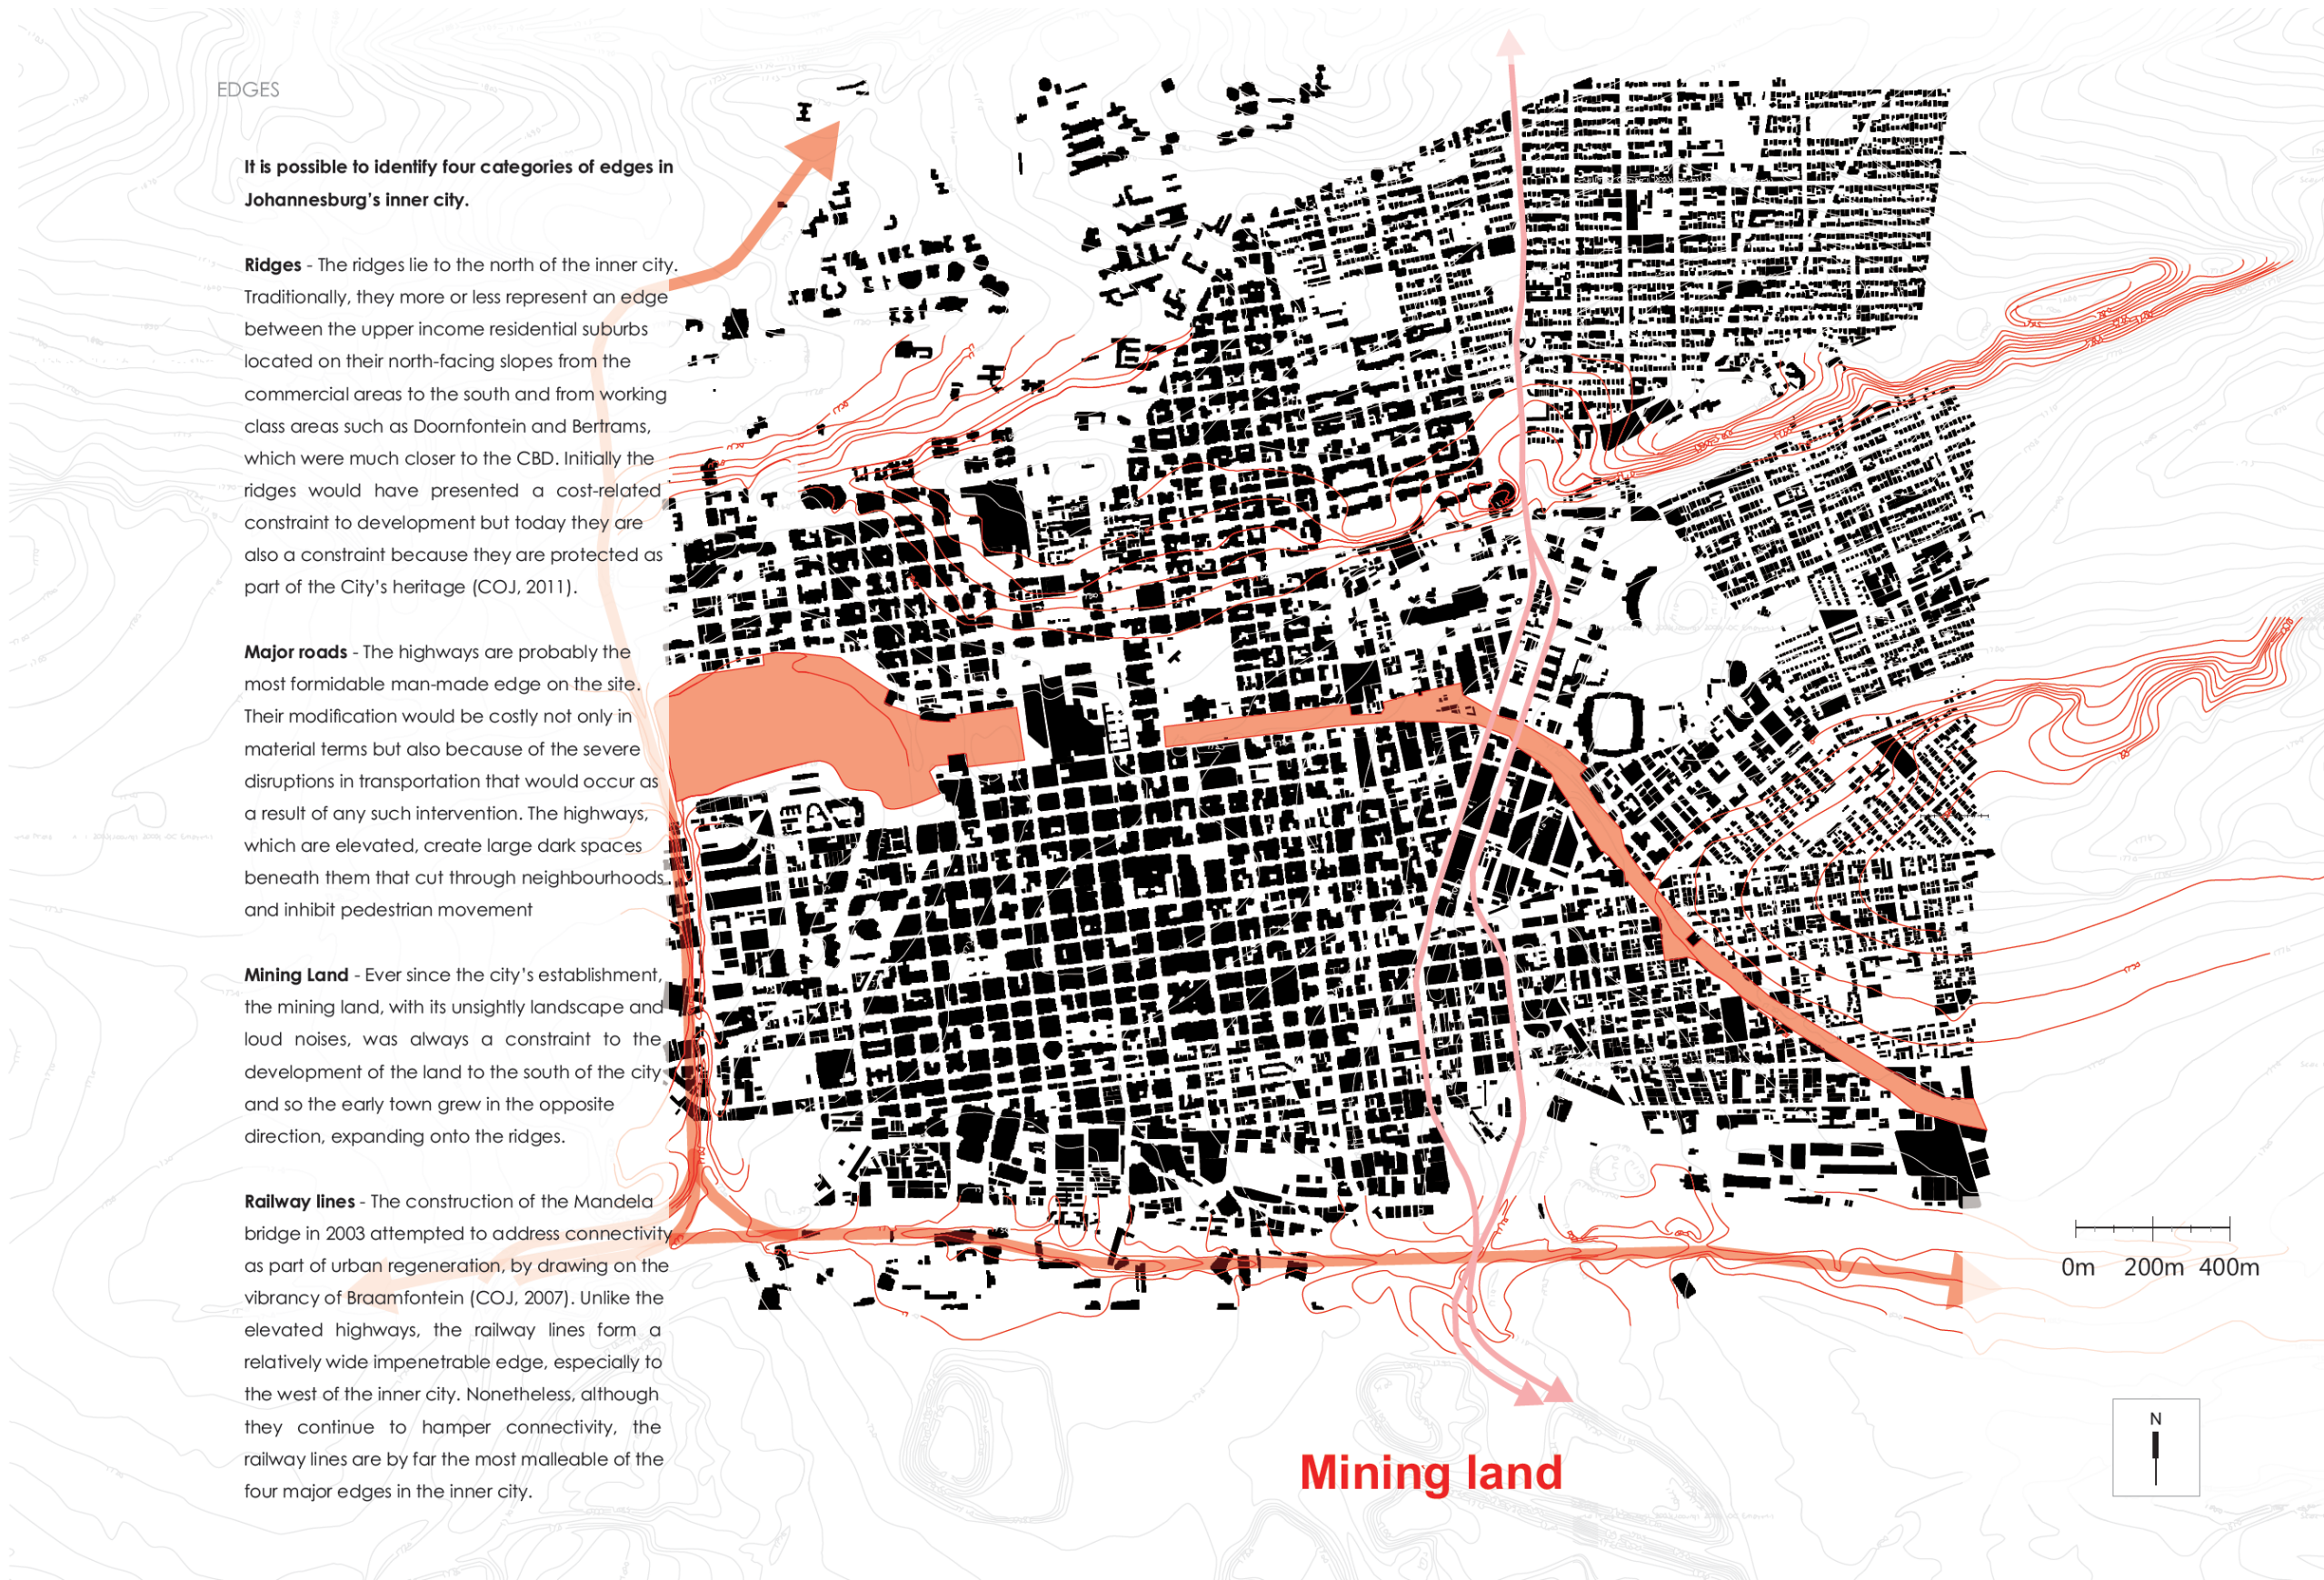 EDGES
It is possible to identify four categories of edges in
Johannesburg's inner city.
Ridges - The ridges lie to the north of the inner city.
Traditionally, they more or less represent an edge
between the upper income residential suburbs
located on their north-facing slopes from the
commercial areas to the south and from working
class areas such as Doornfontein and Bertrams,
which were much closer to the CBD. Initially the
ridges would have presented a cost-related
constraint to development but today they are
also a constraint because they are protected as
part of the City's heritage (COJ, 2011).
Major roads - The highways are probably the
most formidable man-made edge on the site.
Their modification would be costly not only in
material terms but also because of the severe
disruptions in transportation that would occur as
a result of any such intervention. The highways,
which are elevated, create large dark spaces
beneath them that cut through neighbourhoods
and inhibit pedestrian movement
Mining Land - Ever since the city's establishment,
the mining land, with its unsightly landscape and
loud noises, was always a constraint to the
development of the land to the south of the city
and so the early town grew in the opposite
direction, expanding onto the ridges.
Railway lines - The construction of the Mandela
bridge in 2003 attempted to address connectivity
as part of urban regeneration, by drawing on the
vibrancy of Braamfontein (COJ, 2007). Unlike the
elevated highways, the railway lines form a
relatively wide impenetrable edge, especially to
the west of the inner city. Nonetheless, although
they continue to hamper connectivity, the
railway lines are by far the most malleable of the
four major edges in the inner city.
0m 200m 400m
N
Mining land